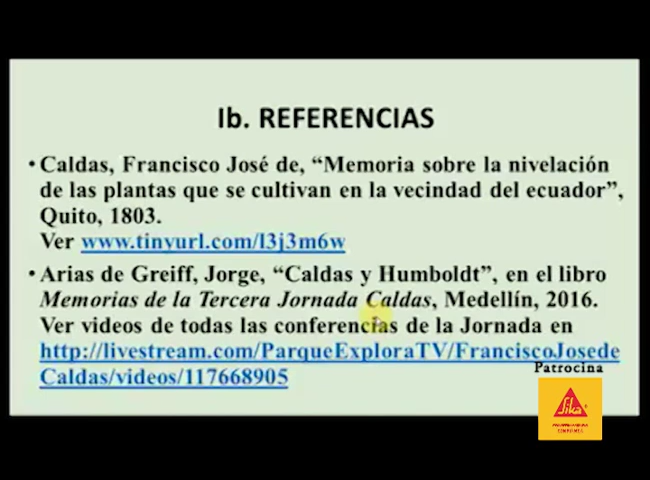 Ib. REFERENCIAS
• Caldas, Francisco José de, “Memoria sobre la nivelación
de las plantas que se cultivan en la vecindad del ecuador”,
Quito, 1803.
Ver www.tinyurl.com/l3j3m6w
• Arias de Greiff, Jorge, “Caldas y Humboldt”, en el libro
Memorias de la Tercera Jornada Caldas, Medellín, 2016.
Ver videos de todas las conferencias de la Jornada en
http://livestream.com/ParqueExploraTV/FranciscoJosede
Caldas/videos/117668905
Patrocina
Sika